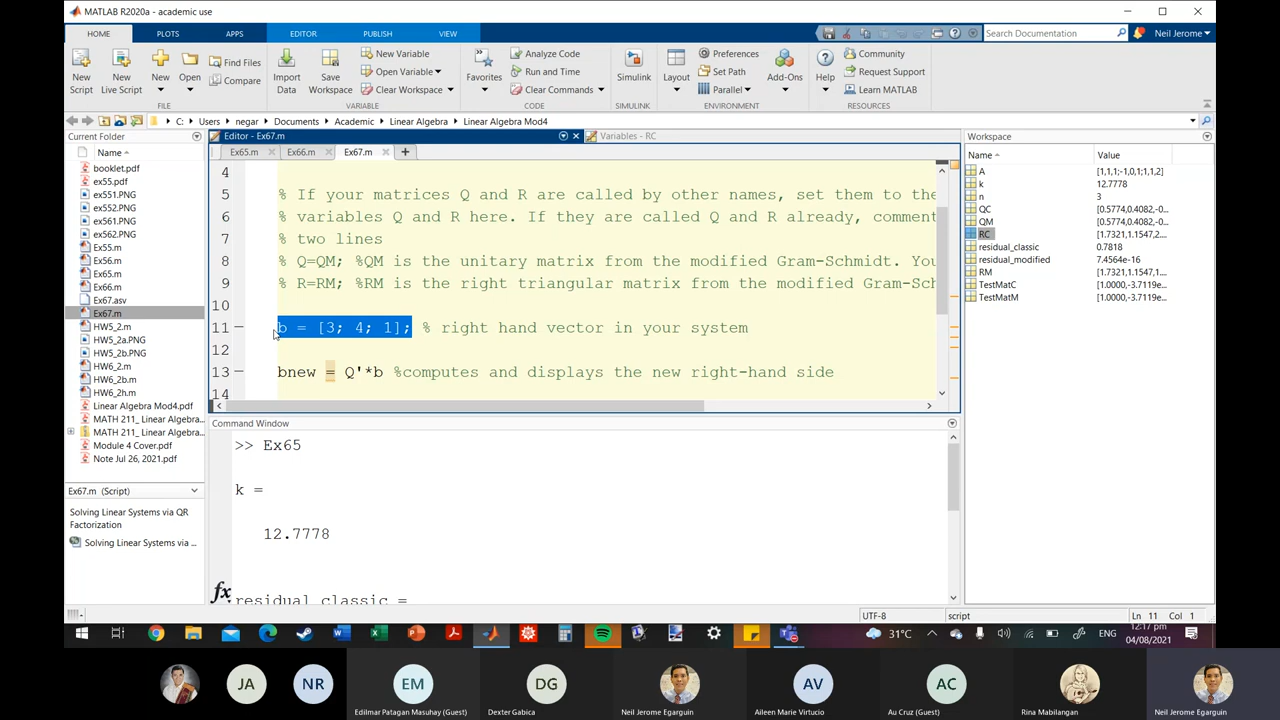 MATLAB R2020a - academic use
HOME PLOTS APPS EDITOR PUBLISH VIEW
Search Documentation
Neil Jerome
New Script
New Live Script
New
Open
Find Files
Compare
Import Data
Save Workspace
New Variable
Open Variable
Clear Workspace
Favorites
Analyze Code
Run and Time
Clear Commands
Simulink
Layout
Preferences
Set Path
Parallel
Add-Ons
Help
Community
Request Support
Learn MATLAB
FILE VARIABLE CODE SIMULINK ENVIRONMENT RESOURCES
C: Users negar Documents Academic Linear Algebra Linear Algebra Mod4
Current Folder
Name
booklet.pdf
ex55.pdf
ex551.PNG
ex552.PNG
ex561.PNG
ex562.PNG
Ex55.m
Ex56.m
Ex65.m
Ex66.m
Ex67.asv
Ex67.m
HW5_2.m
HW5_2a.PNG
HW5_2b.PNG
HW6_2.m
HW6_2b.m
HW6_2h.m
Linear Algebra Mod4.pdf
MATH 211_ Linear Algebra...
MATH 211_ Linear Algebra...
Module 4 Cover.pdf
Note Jul 26, 2021.pdf
Ex67.m (Script)
Solving Linear Systems via QR
Factorization
Solving Linear Systems via ...
Editor - Ex67.m
Variables - RC
Ex65.m Ex66.m Ex67.m
4
5 % If your matrices Q and R are called by other names, set them to the
6 % variables Q and R here. If they are called Q and R already, commen
7 % two lines
8 % Q=QM; %QM is the unitary matrix from the modified Gram-Schmidt. You
9 % R=RM; %RM is the right triangular matrix from the modified Gram-Sch
10
11 b = [3; 4; 1]; % right hand vector in your system
12
13 bnew = Q'*b %computes and displays the new right-hand side
14
Command Window
>> Ex65
k =
12.7778
fx
residual_classic =
Workspace
Name Value
A [1,1,1;-1,0,1;1,1,2]
k 12.7778
n 3
QC [0.5774,0.4082,-0...
QM [0.5774,0.4082,-0...
RC [1.7321,1.1547,2...
residual_classic 0.7818
residual_modified 7.4564e-16
RM [1.7321,1.1547,...
TestMatC [1.0000,-3.7119e...
TestMatM [1.0000,-3.7119e...
UTF-8 script Ln 11 Col 1
31°C ENG
12:17 pm
04/08/2021
JA NR EM DG AV AC
Edilmar Patagan Masuhay (Guest)
Dexter Gabica
Neil Jerome Egarguin
Aileen Marie Virtucio
Au Cruz (Guest)
Rina Mabilangan
Neil Jerome Egarguin